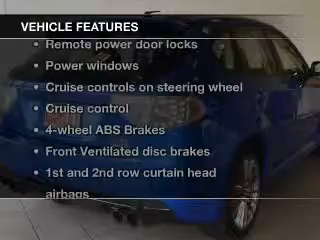 VEHICLE FEATURES
• Remote power door locks
• Power windows
• Cruise controls on steering wheel
• Cruise control
• 4-wheel ABS Brakes
• Front Ventilated disc brakes
• 1st and 2nd row curtain head
airbags